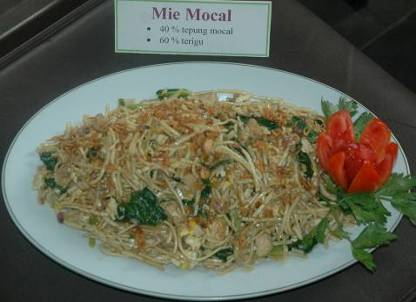 Mie Mocal
• 40 % tepung mocal
• 60 % terigu